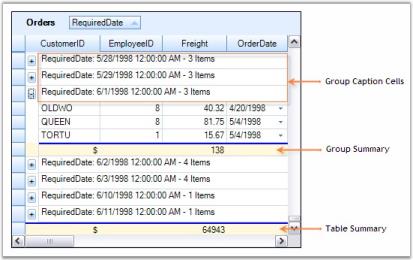 Orders RequiredDate
CustomerID EmployeeID Freight OrderDate
RequiredDate: 5/28/1998 12:00:00 AM - 3 Items
RequiredDate: 5/29/1998 12:00:00 AM - 3 Items
Group Caption Cells
RequiredDate: 6/1/1998 12:00:00 AM - 3 Items
OLDWO 8 40.32 4/20/1998
QUEEN 8 81.75 5/4/1998
TORTU 1 15.67 5/4/1998
$ 138 Group Summary
RequiredDate: 6/2/1998 12:00:00 AM - 4 Items
RequiredDate: 6/3/1998 12:00:00 AM - 4 Items
RequiredDate: 6/10/1998 12:00:00 AM - 1 Items
RequiredDate: 6/11/1998 12:00:00 AM - 1 Items
$ 64943 Table Summary